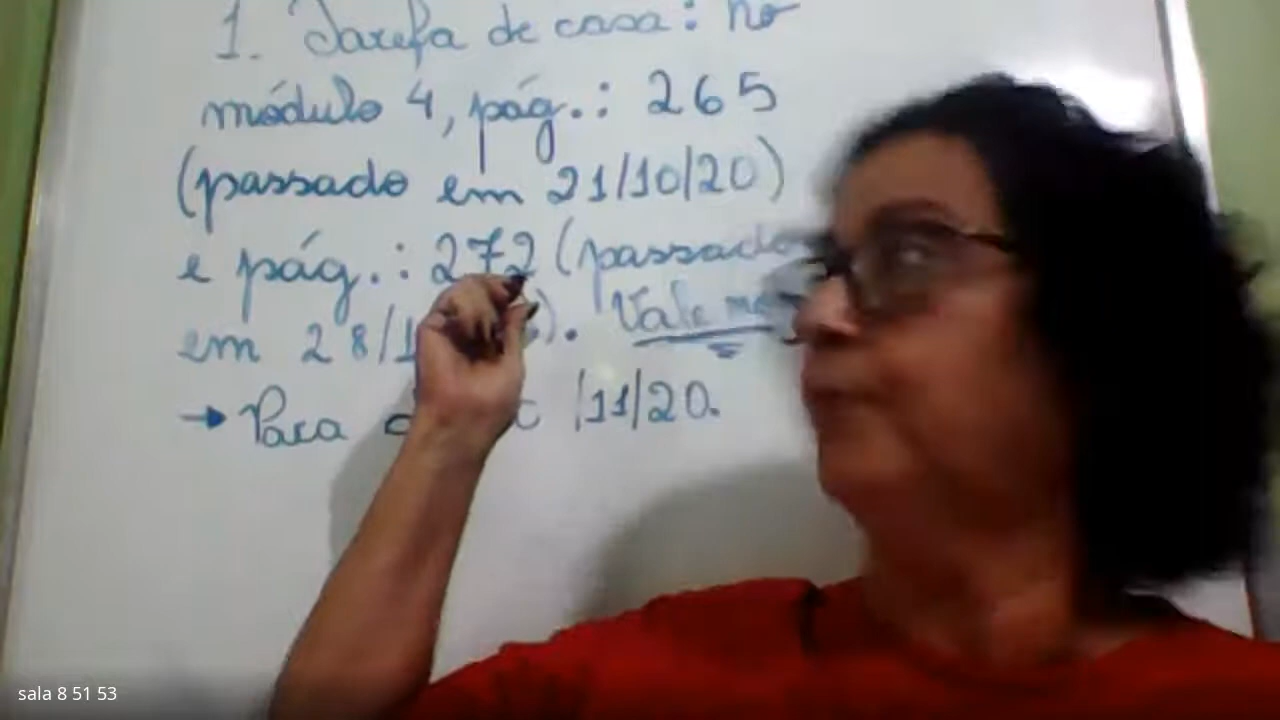 1. Tarefa de casa: no
módulo 4, pág.: 265
(passado em 21/10/20)
e pág.: 272 (passado
em 28/1 ). Vale
→ Para /11/20.
sala 8 51 53